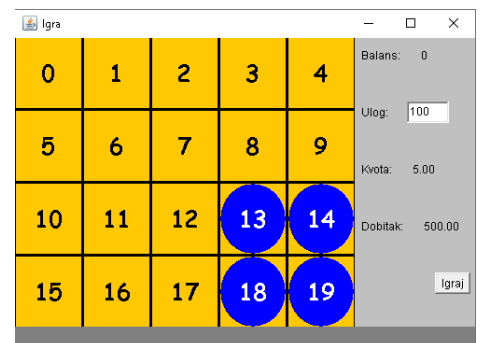 Igra
0 1 2 3 4
5 6 7 8 9
10 11 12 13 14
15 16 17 18 19
Balans: 0
Ulog: 100
Kvota: 5.00
Dobitak: 500.00
Igraj